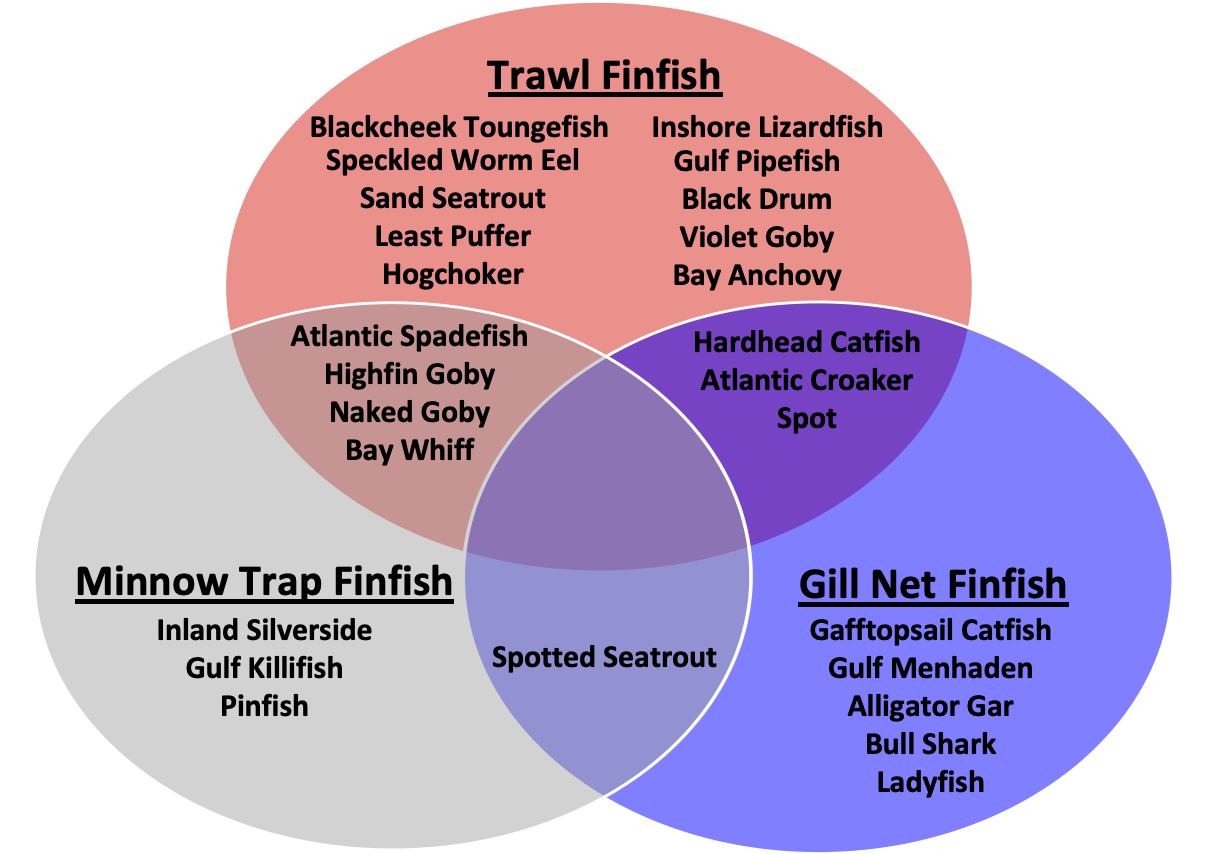 Trawl Finfish
Blackcheek Toungefish
Speckled Worm Eel
Sand Seatrout
Least Puffer
Hogchoker
Inshore Lizardfish
Gulf Pipefish
Black Drum
Violet Goby
Bay Anchovy
Atlantic Spadefish
Highfin Goby
Naked Goby
Bay Whiff
Hardhead Catfish
Atlantic Croaker
Spot
Minnow Trap Finfish
Inland Silverside
Gulf Killifish
Pinfish
Spotted Seatrout
Gill Net Finfish
Gafftopsail Catfish
Gulf Menhaden
Alligator Gar
Bull Shark
Ladyfish